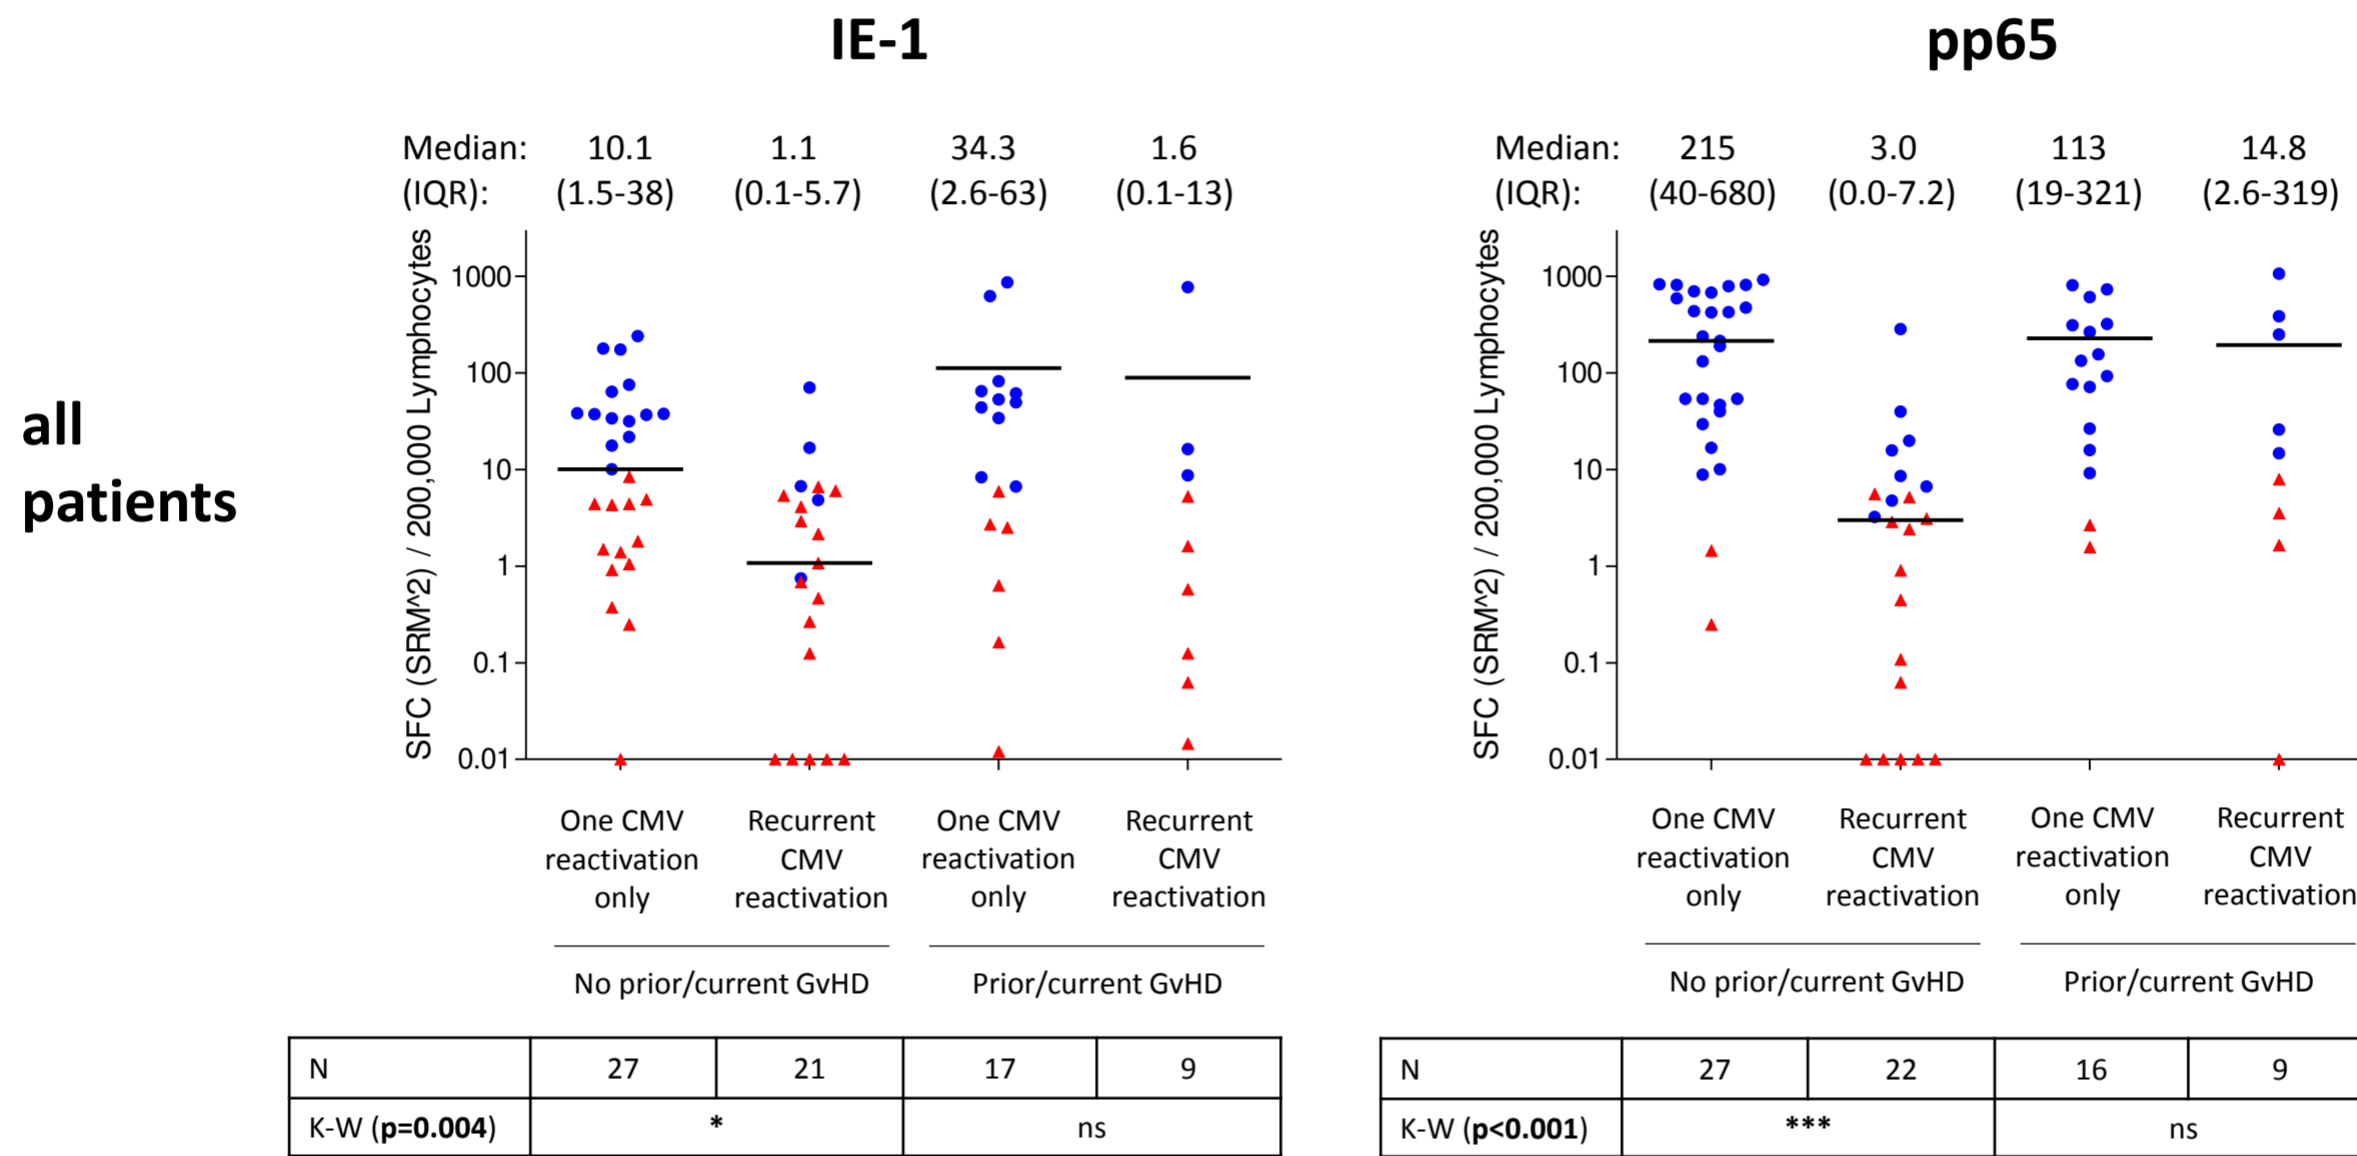 IE-1
pp65
all
patients
Median: 10.1 1.1 34.3 1.6
(IQR): (1.5-38) (0.1-5.7) (2.6-63) (0.1-13)
SFC (SRM^2) / 200,000 Lymphocytes
1000
100
10
1
0.1
0.01
One CMV reactivation only
Recurrent CMV reactivation
One CMV reactivation only
Recurrent CMV reactivation
No prior/current GvHD
Prior/current GvHD
N 27 21 17 9
K-W (p=0.004) * ns
Median: 215 3.0 113 14.8
(IQR): (40-680) (0.0-7.2) (19-321) (2.6-319)
SFC (SRM^2) / 200,000 Lymphocytes
1000
100
10
1
0.1
0.01
One CMV reactivation only
Recurrent CMV reactivation
One CMV reactivation only
Recurrent CMV reactivation
No prior/current GvHD
Prior/current GvHD
N 27 22 16 9
K-W (p<0.001) *** ns